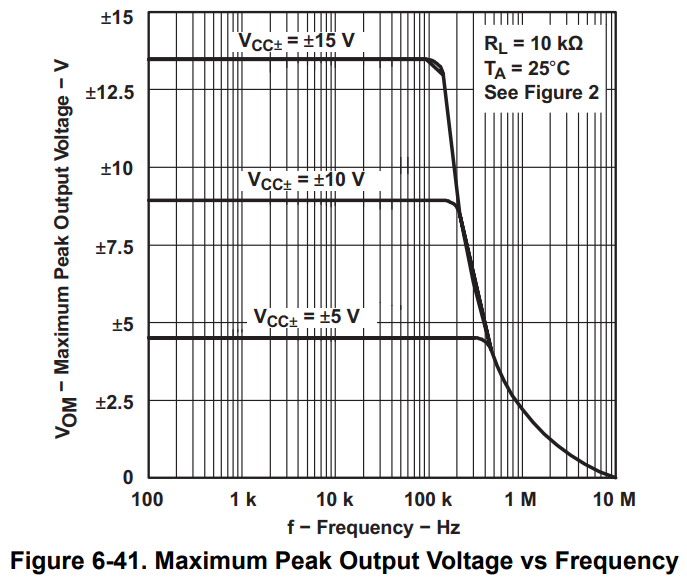 ±15
±12.5
±10
±7.5
±5
±2.5
0
VOM − Maximum Peak Output Voltage − V
VCC± = ±15 V
VCC± = ±10 V
VCC± = ±5 V
RL = 10 kΩ
TA = 25°C
See Figure 2
100
1 k
10 k
100 k
1 M
10 M
f − Frequency − Hz
Figure 6-41. Maximum Peak Output Voltage vs Frequency